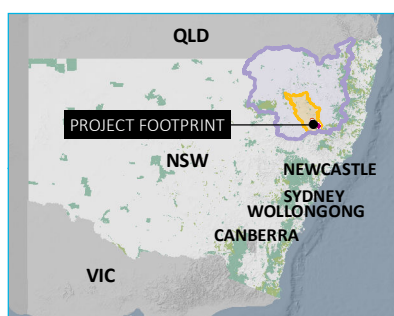 QLD
PROJECT FOOTPRINT
NSW
NEWCASTLE
SYDNEY
WOLLONGONG
CANBERRA
VIC